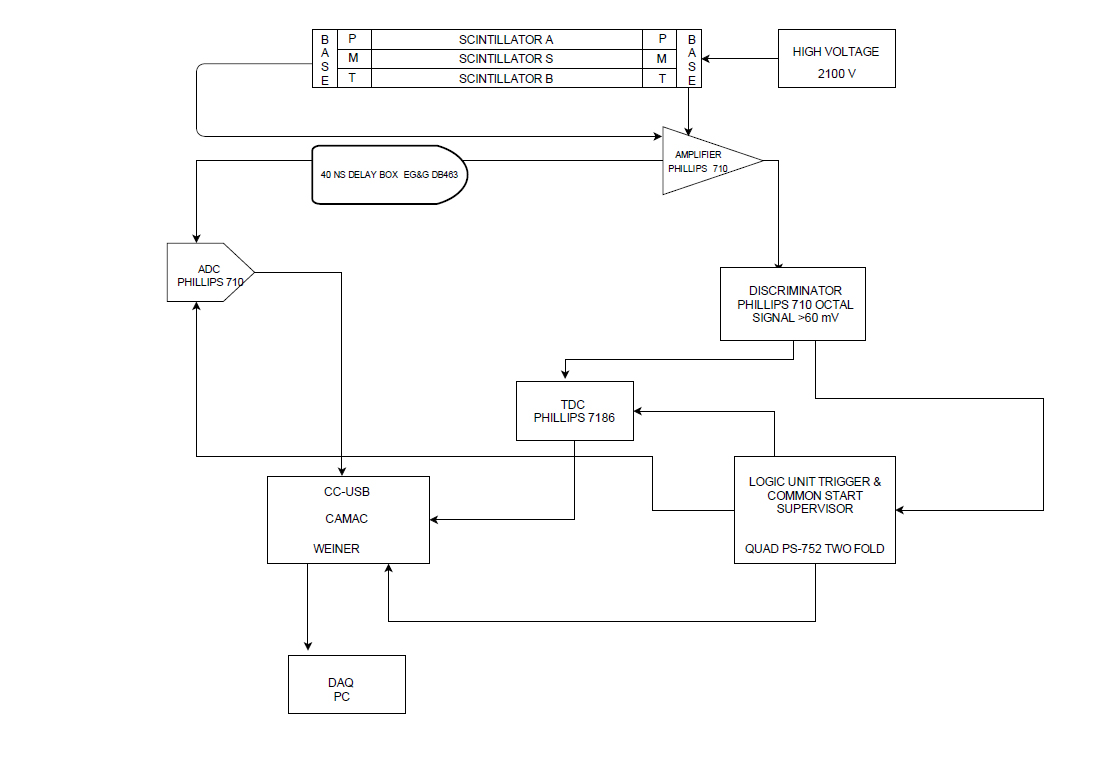 B
A
S
E
P
M
T
SCINTILLATOR A
SCINTILLATOR S
SCINTILLATOR B
P
M
T
B
A
S
E
HIGH VOLTAGE
2100 V
AMPLIFIER
PHILLIPS 710
40 NS DELAY BOX EG&G DB463
ADC
PHILLIPS 710
DISCRIMINATOR
PHILLIPS 710 OCTAL
SIGNAL >60 mV
TDC
PHILLIPS 7186
CC-USB
CAMAC
WEINER
LOGIC UNIT TRIGGER &
COMMON START
SUPERVISOR
QUAD PS-752 TWO FOLD
DAQ
PC